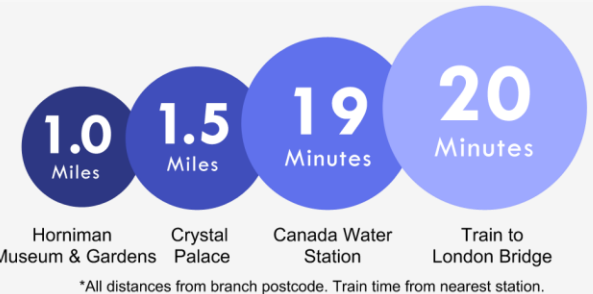 1.0
Miles
1.5
Miles
19
Minutes
20
Minutes
Horniman
Museum & Gardens
Crystal
Palace
Canada Water
Station
Train to
London Bridge
*All distances from branch postcode. Train time from nearest station.